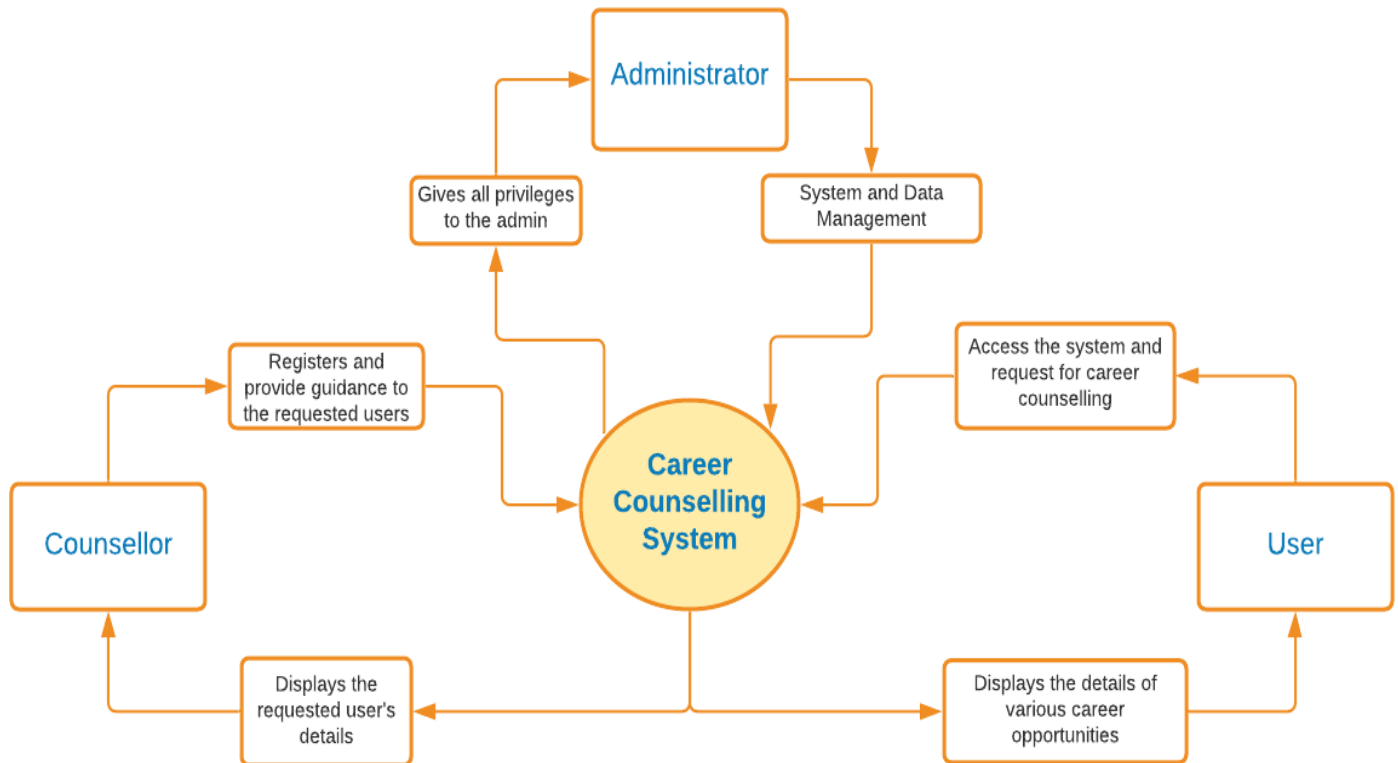 Administrator
Gives all privileges
to the admin
System and Data
Management
Registers and
provide guidance to
the requested users
Access the system and
request for career
counselling
Career
Counselling
System
Counsellor
User
Displays the
requested user's
details
Displays the details of
various career
opportunities